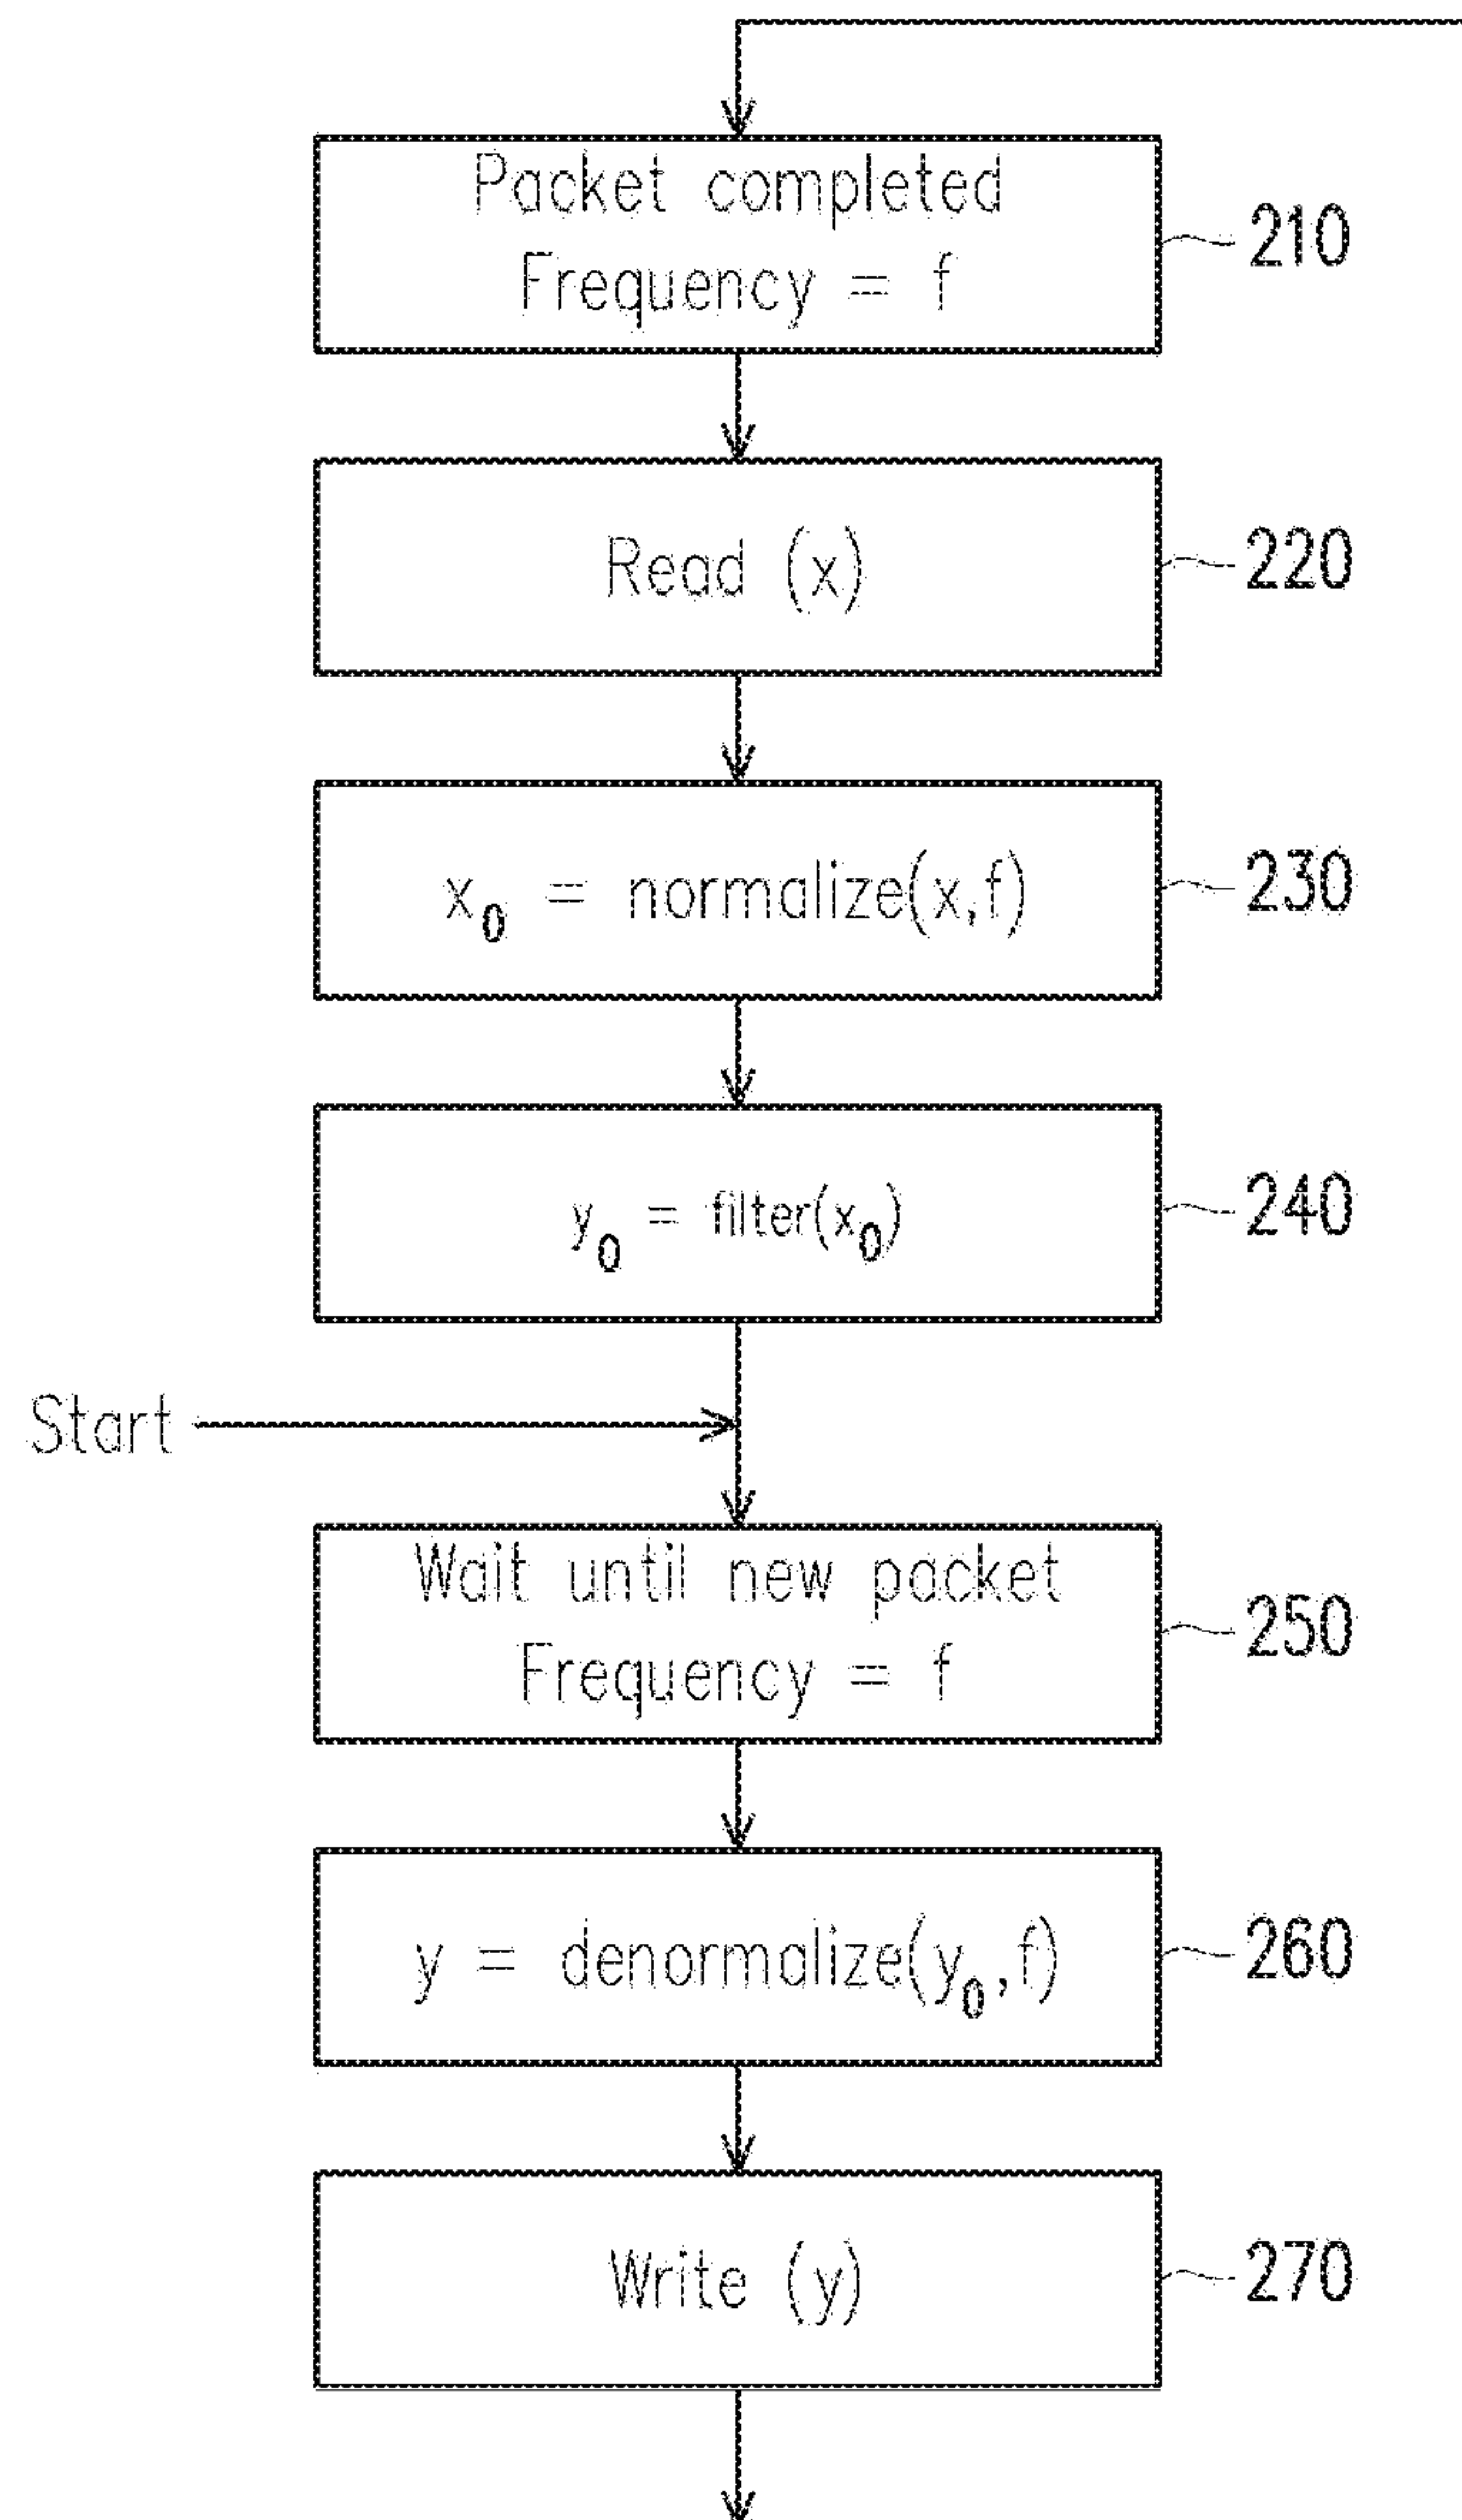 Packet completed
Frequency = f
210
Read (x)
220
x₀ = normalize(x,f)
230
y₀ = filter(x₀)
240
Start
Wait until new packet
Frequency = f
250
y = denormalize(y₀,f)
260
Write (y)
270